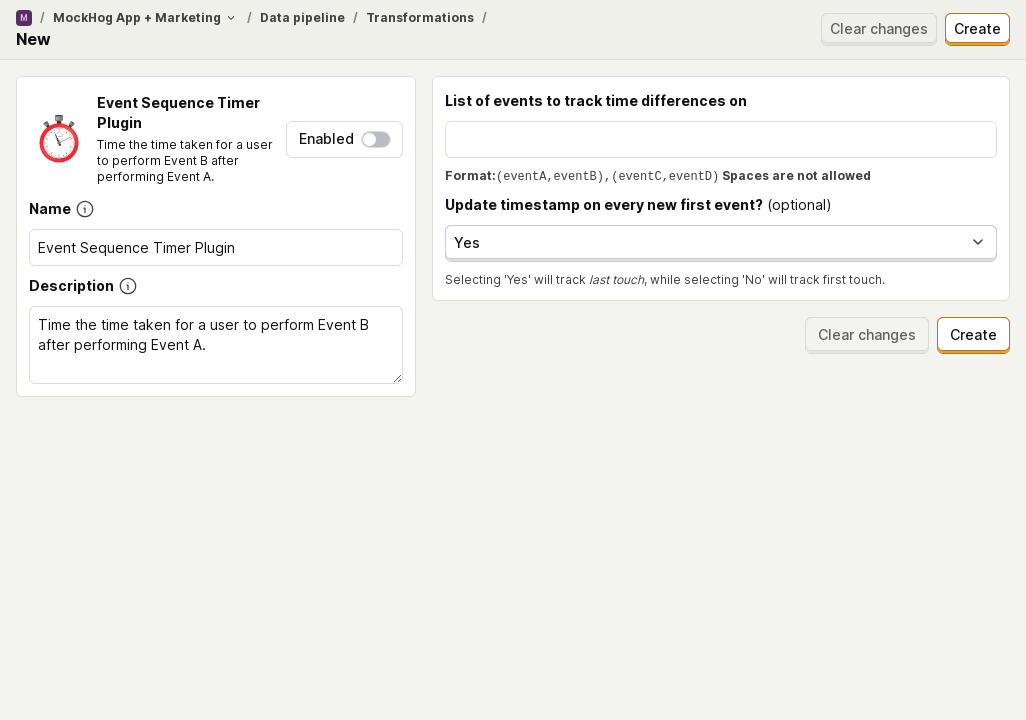 M / MockHog App + Marketing / Data pipeline / Transformations /
New
Clear changes
Create
Event Sequence Timer
Plugin
Time the time taken for a user
to perform Event B after
performing Event A.
Enabled
Name
Event Sequence Timer Plugin
Description
Time the time taken for a user to perform Event B
after performing Event A.
List of events to track time differences on
Format:(eventA,eventB),(eventC,eventD) Spaces are not allowed
Update timestamp on every new first event? (optional)
Yes
Selecting 'Yes' will track last touch, while selecting 'No' will track first touch.
Clear changes
Create